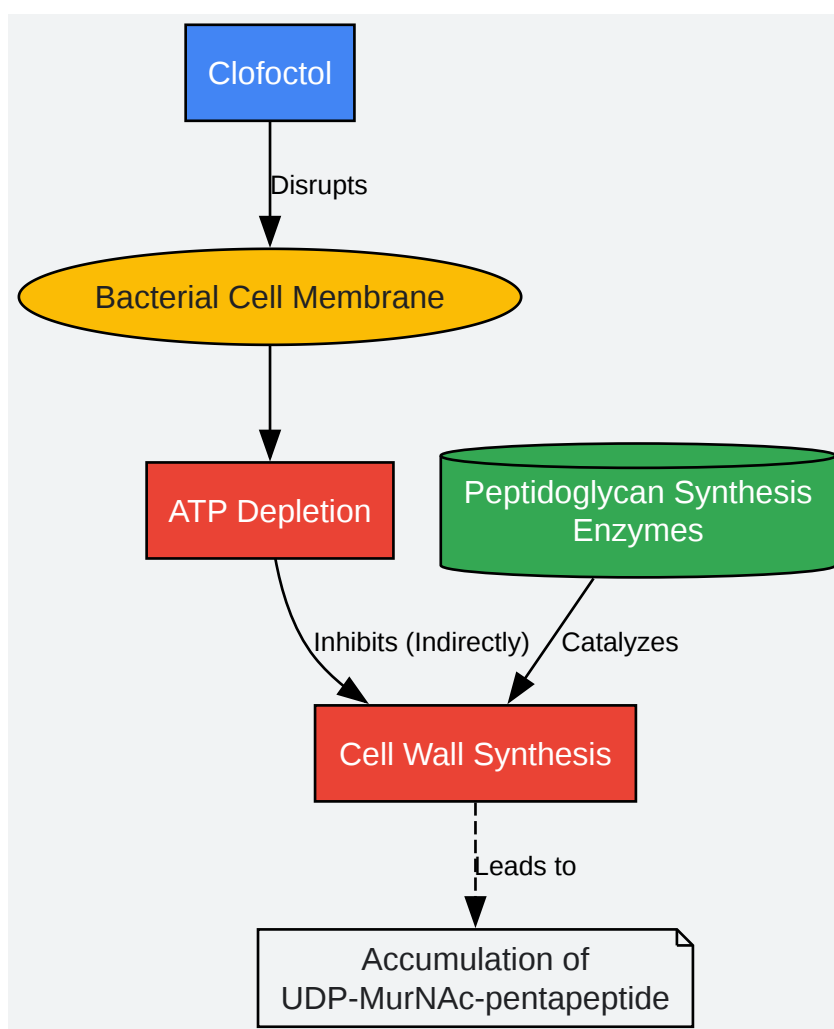 Clofoctol
Disrupts
Bacterial Cell Membrane
ATP Depletion
Peptidoglycan Synthesis
Enzymes
Inhibits (Indirectly)
Catalyzes
Cell Wall Synthesis
Leads to
Accumulation of
UDP-MurNAc-pentapeptide